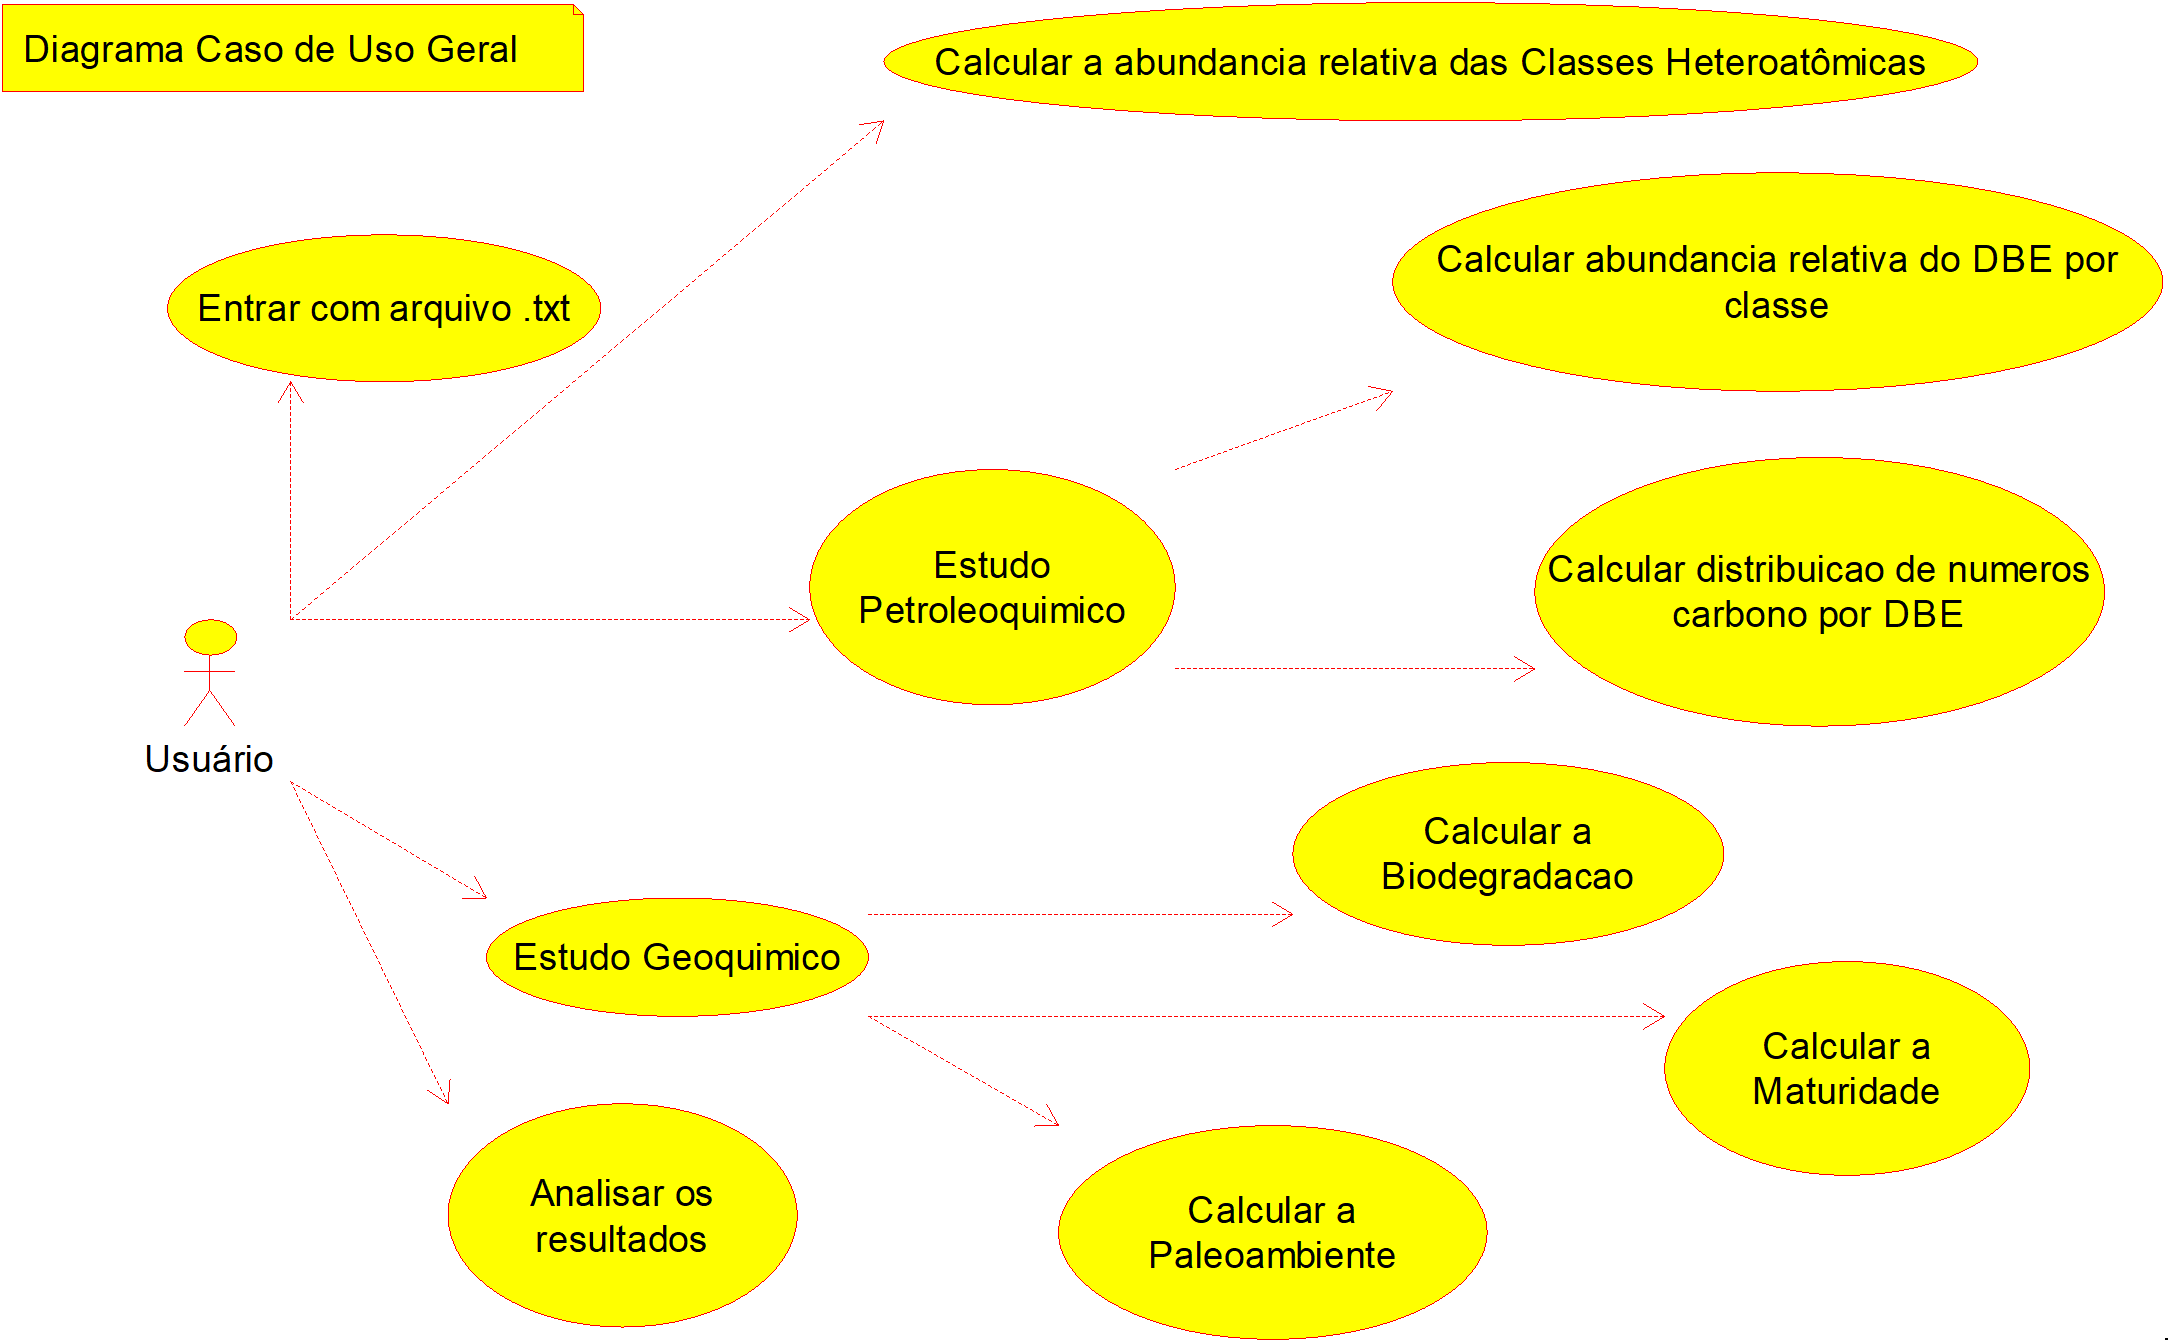 Diagrama Caso de Uso Geral
Calcular a abundancia relativa das Classes Heteroatômicas
Calcular abundância relativa do DBE por
classe
Entrar com arquivo .txt
Estudo
Petroleoquimico
Calcular distribuicao de numeros
carbono por DBE
Usuário
Calcular a
Biodegradacao
Estudo Geoquimico
Calcular a
Maturidade
Analisar os
resultados
Calcular a
Paleoambiente